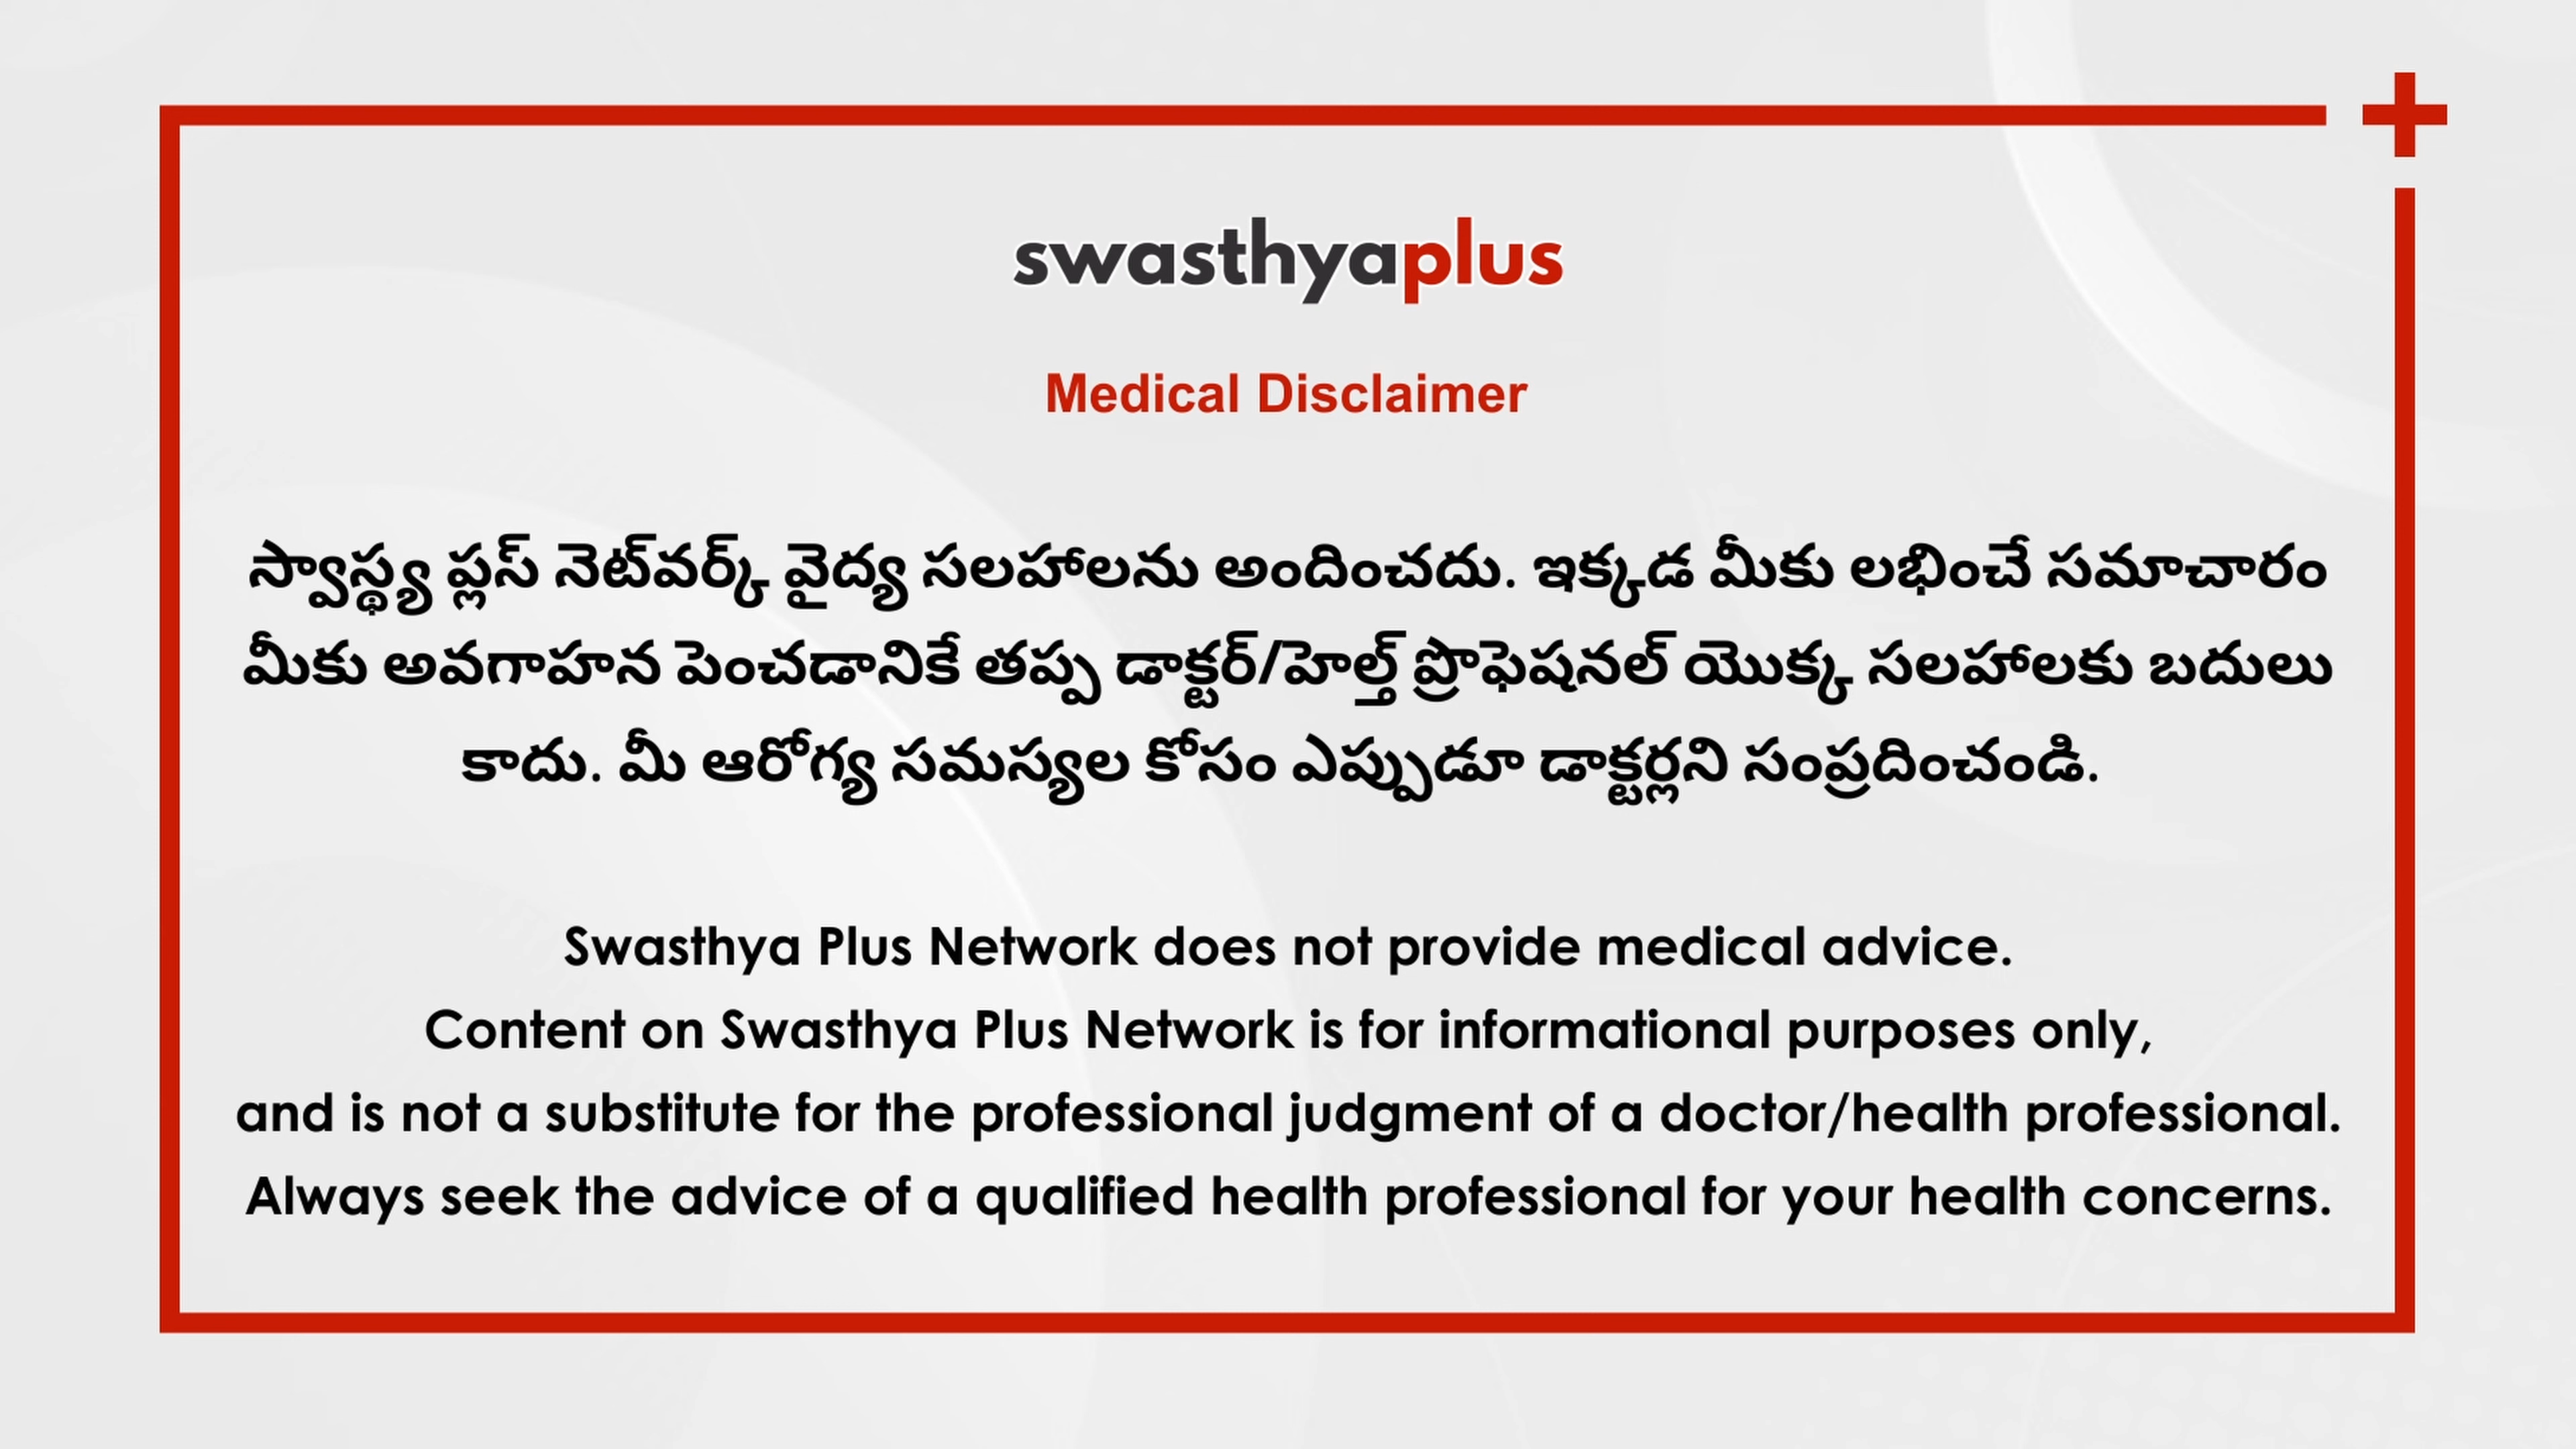 swasthyaplus
Medical Disclaimer
స్వాస్థ్య ప్లస్ నెట్‌వర్క్ వైద్య సలహాలను అందించదు. ఇక్కడ మీకు లభించే సమాచారం
మీకు అవగాహన పెంచడానికే తప్ప డాక్టర్/హెల్త్ ప్రొఫెషనల్ యొక్క సలహాలకు బదులు
కాదు. మీ ఆరోగ్య సమస్యల కోసం ఎప్పుడూ డాక్టర్లని సంప్రదించండి.
Swasthya Plus Network does not provide medical advice.
Content on Swasthya Plus Network is for informational purposes only,
and is not a substitute for the professional judgment of a doctor/health professional.
Always seek the advice of a qualified health professional for your health concerns.